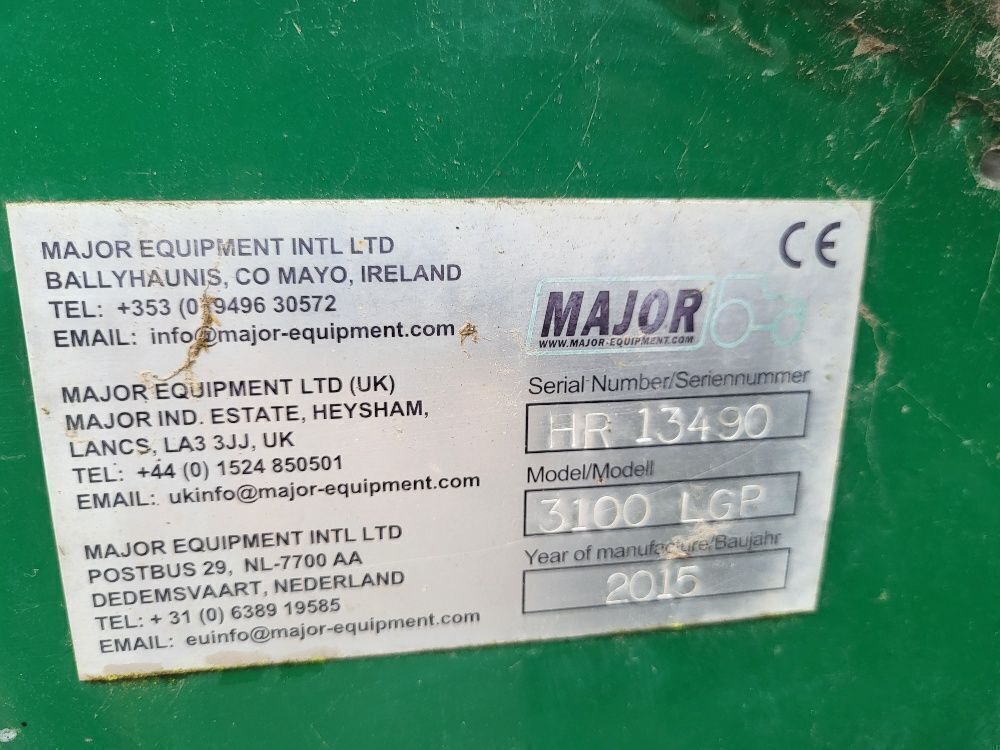 MAJOR EQUIPMENT INTL LTD
BALLYHAUNIS, CO MAYO, IRELAND
TEL: +353 (0)9496 30572
EMAIL: info@major-equipment.com
MAJOR EQUIPMENT LTD (UK)
MAJOR IND. ESTATE, HEYSHAM,
LANCS, LA3 3JJ, UK
TEL: +44 (0) 1524 850501
EMAIL: ukinfo@major-equipment.com
MAJOR EQUIPMENT INTL LTD
POSTBUS 29, NL-7700 AA
DEDEMSVAART, NEDERLAND
TEL: + 31 (0) 6389 19585
EMAIL: euinfo@major-equipment.com
CE
MAJOR
WWW.MAJOR-EQUIPMENT.COM
Serial Number/Seriennummer
HR 13490
Model/Modell
3100 LGP
Year of manufacture/Baujahr
2015